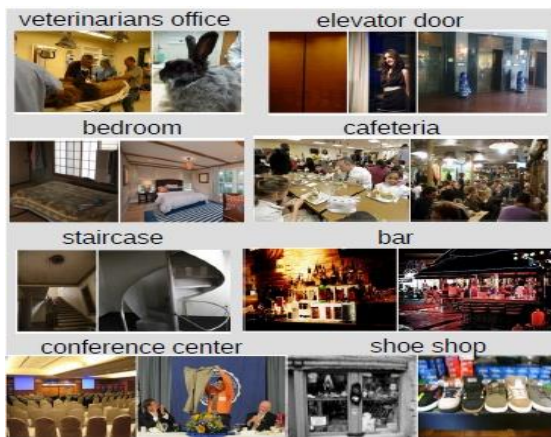 veterinarians office
elevator door
bedroom
cafeteria
staircase
bar
conference center
shoe shop